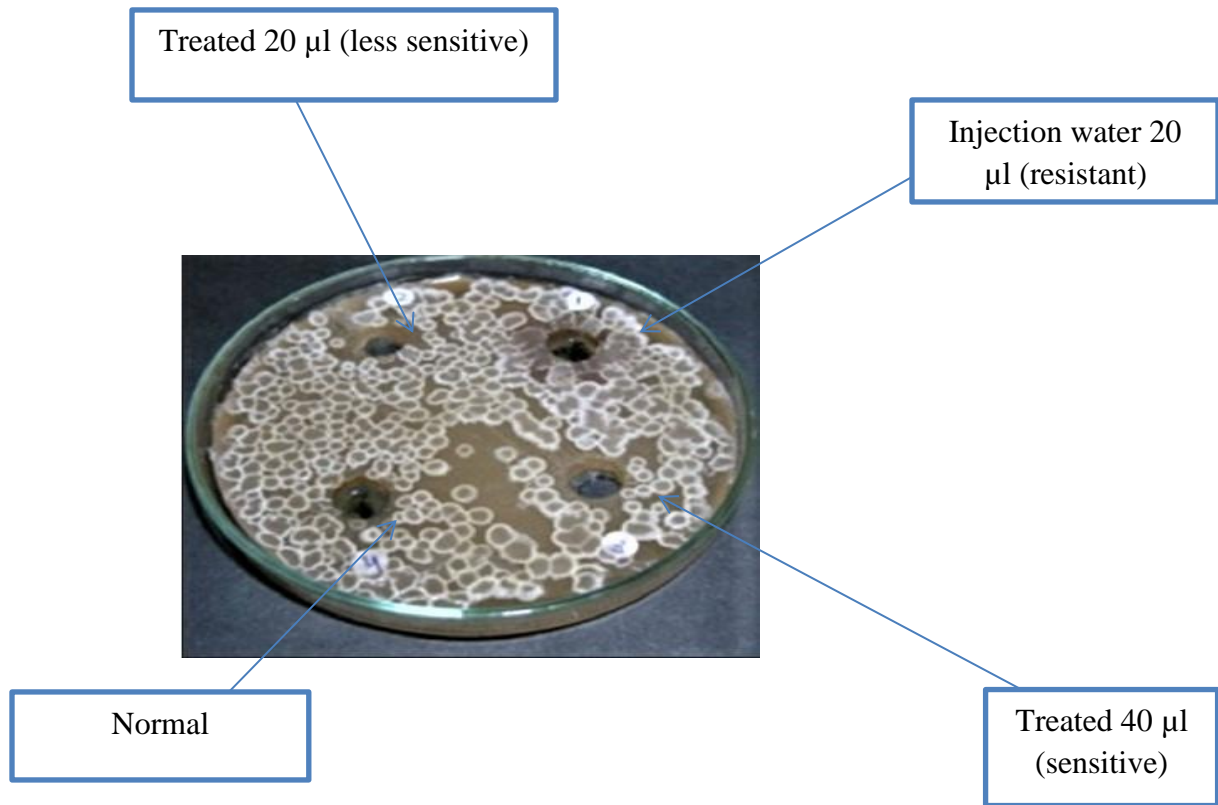 Treated 20 µl (less sensitive)
Injection water 20
µl (resistant)
Normal
Treated 40 µl
(sensitive)